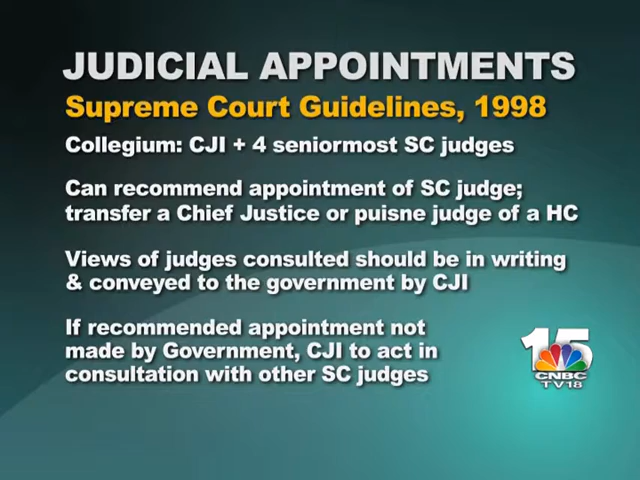 JUDICIAL APPOINTMENTS
Supreme Court Guidelines, 1998
Collegium: CJI + 4 seniormost SC judges
Can recommend appointment of SC judge;
transfer a Chief Justice or puisne judge of a HC
Views of judges consulted should be in writing
& conveyed to the government by CJI
If recommended appointment not
made by Government, CJI to act in
consultation with other SC judges
15
CNBC
TV18